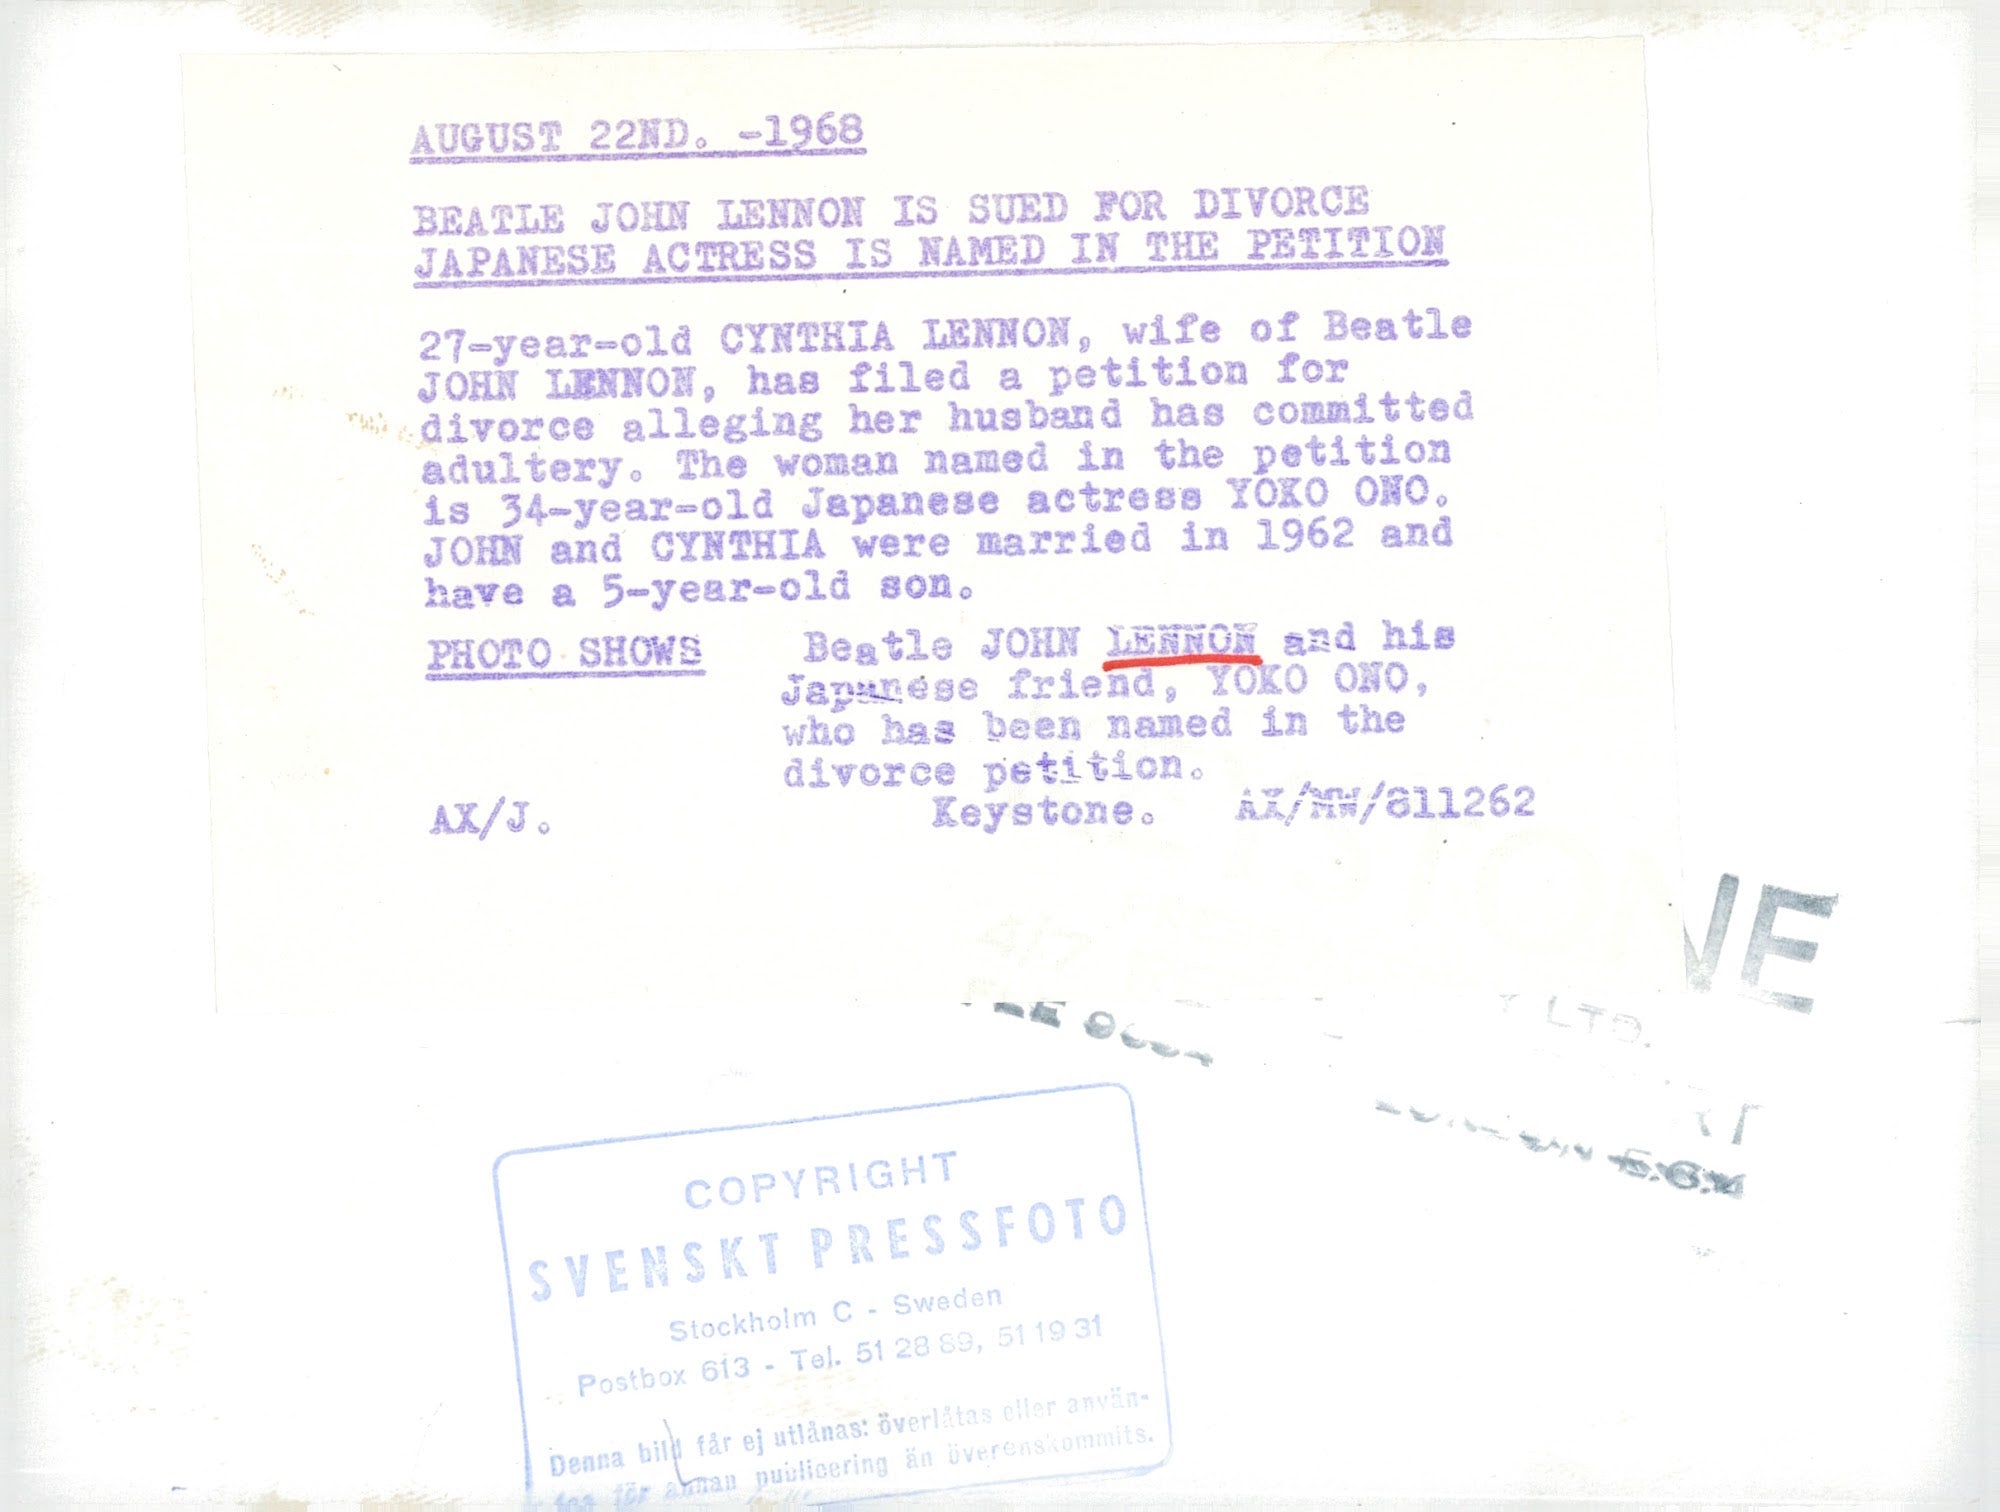 AUGUST 22ND. -1968
BEATLE JOHN LENNON IS SUED FOR DIVORCE
JAPANESE ACTRESS IS NAMED IN THE PETITION
27-year-old CYNTHIA LENNON, wife of Beatle
JOHN LENNON, has filed a petition for
divorce alleging her husband has committed
adultery. The woman named in the petition
is 34-year-old Japanese actress YOKO ONO.
JOHN and CYNTHIA were married in 1962 and
have a 5-year-old son.
PHOTO SHOWS Beatle JOHN LENNON and his
Japanese friend, YOKO ONO,
who has been named in the
divorce petition.
AX/J. Keystone. AX/MW/811262
NE
LTD.
E.C.4
COPYRIGHT
SVENSKT PRESSFOTO
Stockholm C - Sweden
Postbox 613 - Tel. 51 28 89, 51 19 31
Denna bild får ej utlånas: överlåtas eller använ-
för annan publicering än överenskommits.